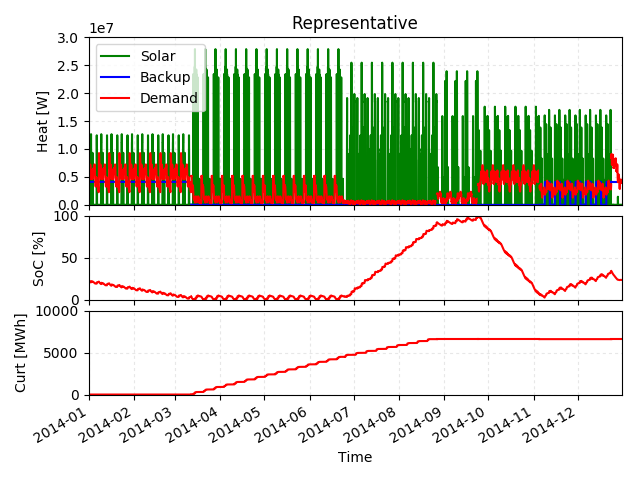 Representative
1e7
3.0
2.5
2.0
1.5
1.0
0.5
0.0
Heat [W]
Solar
Backup
Demand
100
50
0
SoC [%]
10000
5000
0
Curt [MWh]
2014-01
2014-02
2014-03
2014-04
2014-05
2014-06
2014-07
2014-08
2014-09
2014-10
2014-11
2014-12
Time